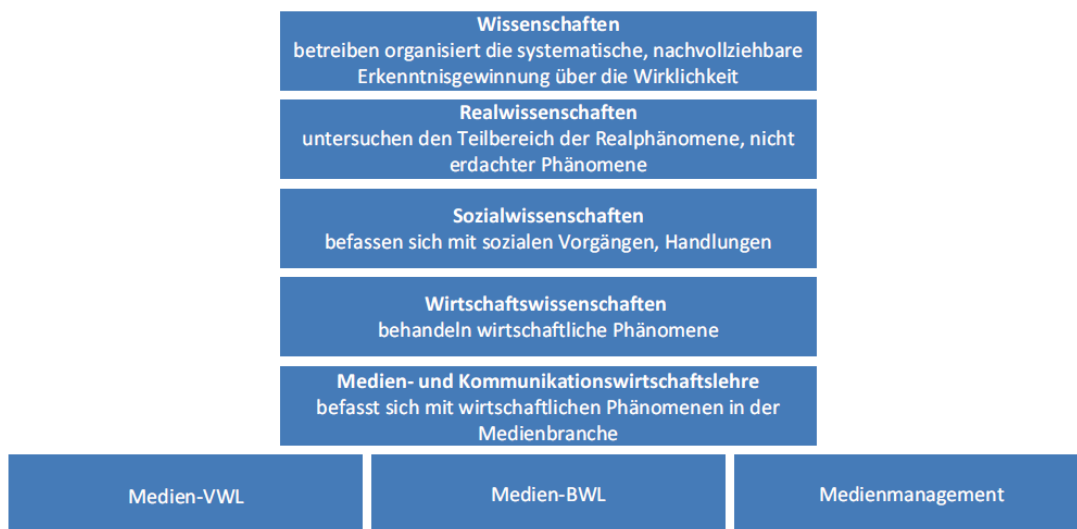 Wissenschaften
betreiben organisiert die systematische, nachvollziehbare
Erkenntnisgewinnung über die Wirklichkeit
Realwissenschaften
untersuchen den Teilbereich der Realphänomene, nicht
erdachter Phänomene
Sozialwissenschaften
befassen sich mit sozialen Vorgängen, Handlungen
Wirtschaftswissenschaften
behandeln wirtschaftliche Phänomene
Medien- und Kommunikationswirtschaftslehre
befasst sich mit wirtschaftlichen Phänomenen in der
Medienbranche
Medien-VWL
Medien-BWL
Medienmanagement